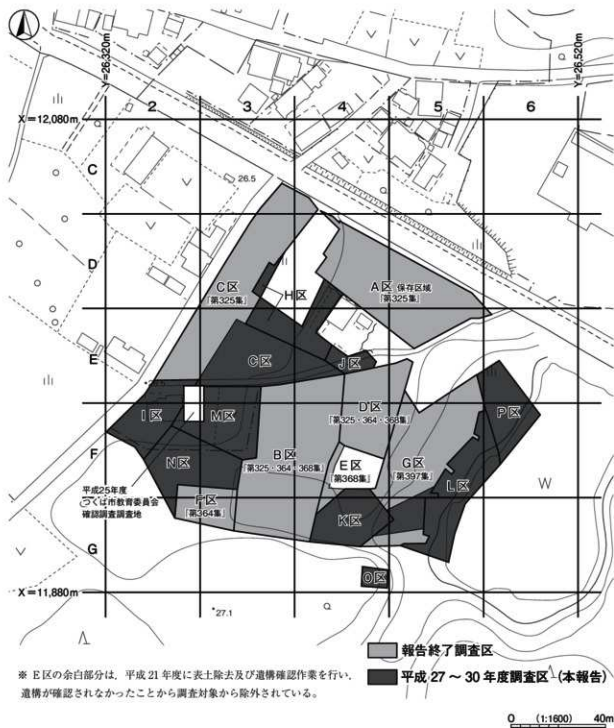 Y=26,320m
Y=26,520m
X=12,080m
2
3
4
5
6
C
26.5
D
C区
「第325集」
H区
A区 保存区域
「第325集」
E
C区
J区
D区
「第325・364・368集」
P区
I区
M区
B区
「第325・364・368集」
E区
「第368集」
G区
「第397集」
F
N区
L区
W
平成25年度
つくば市教育委員会
確認調査調査地
F区
「第364集」
K区
G
O区
X=11,880m
27.1
Q
報告終了調査区
平成27～30年度調査区(本報告)
※ E区の余白部分は，平成21年度に表土除去及び遺構確認作業を行い，
遺構が確認されなかったことから調査対象から除外されている。
0 (1:1600) 40m